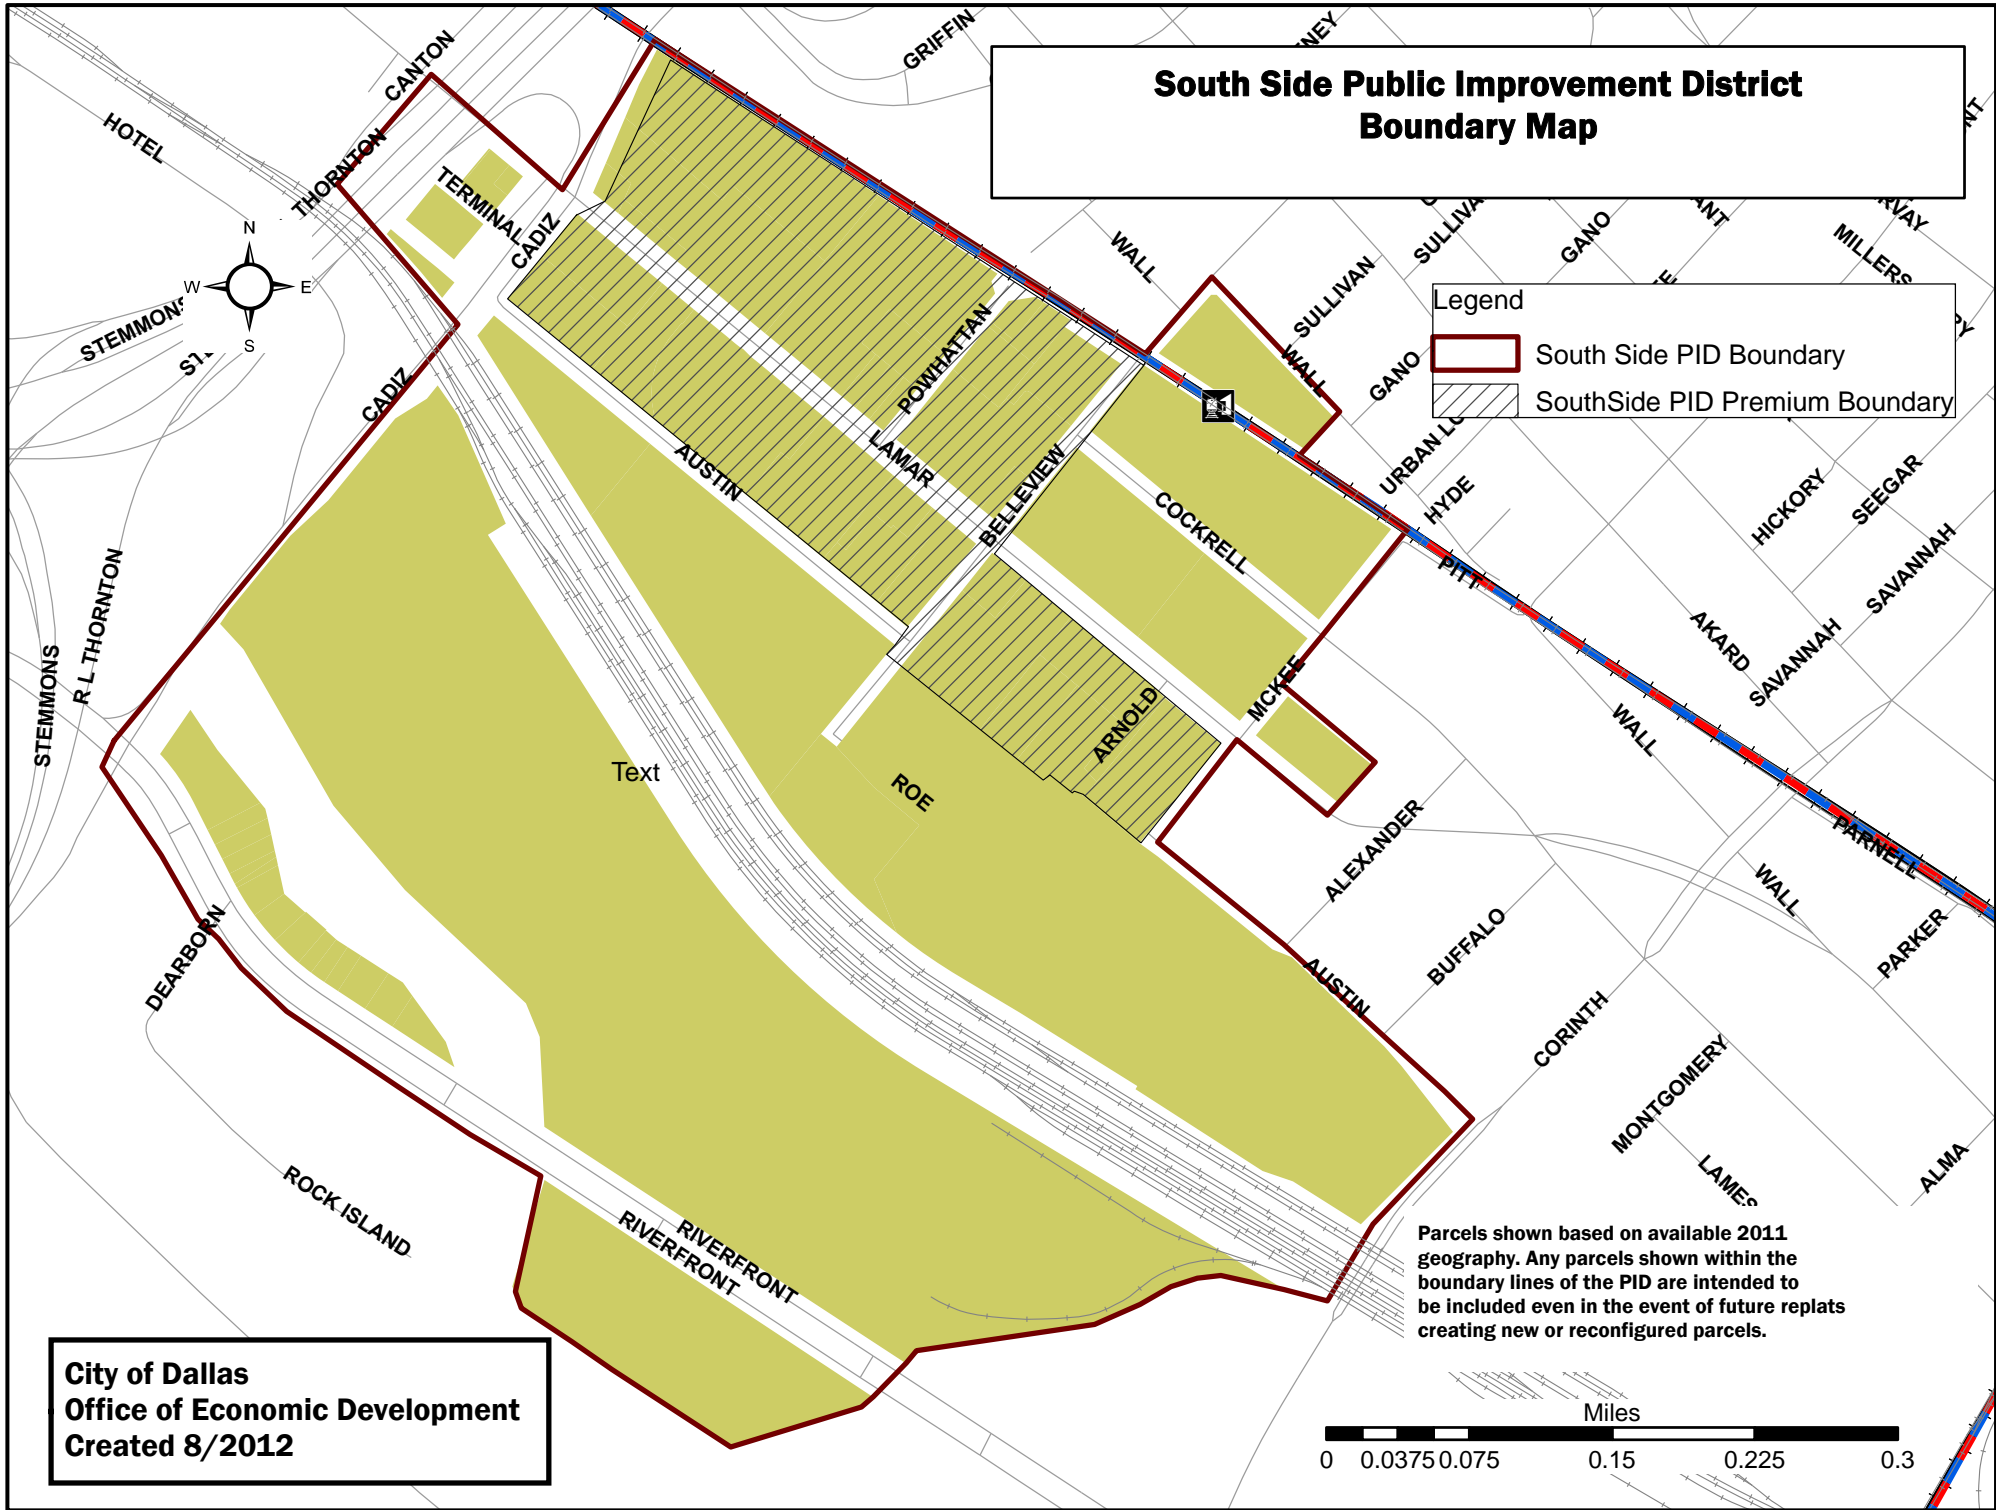 South Side Public Improvement District
Boundary Map
GRIFFIN
CANTON
HOTEL
THORNTON
TERMINAL
CADIZ
N
W
E
S
STEMMONS
CADIZ
WALL
SULLIVAN
SULLIVA
GANO
MILLERS
Legend
South Side PID Boundary
SouthSide PID Premium Boundary
WALL
GANO
POWHATTAN
AUSTIN
LAMAR
BELLEVIEW
COCKRELL
URBAN LO
HYDE
PITT
HICKORY
SEEGAR
SAVANNAH
SAVANNAH
AKARD
R L THORNTON
STEMMONS
MCKEE
ARNOLD
WALL
Text
ROE
ALEXANDER
PARNELL
WALL
PARKER
BUFFALO
AUSTIN
DEARBORN
CORINTH
MONTGOMERY
LAMES
ALMA
ROCK ISLAND
RIVERFRONT
RIVERFRONT
Parcels shown based on available 2011
geography. Any parcels shown within the
boundary lines of the PID are intended to
be included even in the event of future replats
creating new or reconfigured parcels.
City of Dallas
Office of Economic Development
Created 8/2012
Miles
0 0.0375 0.075 0.15 0.225 0.3